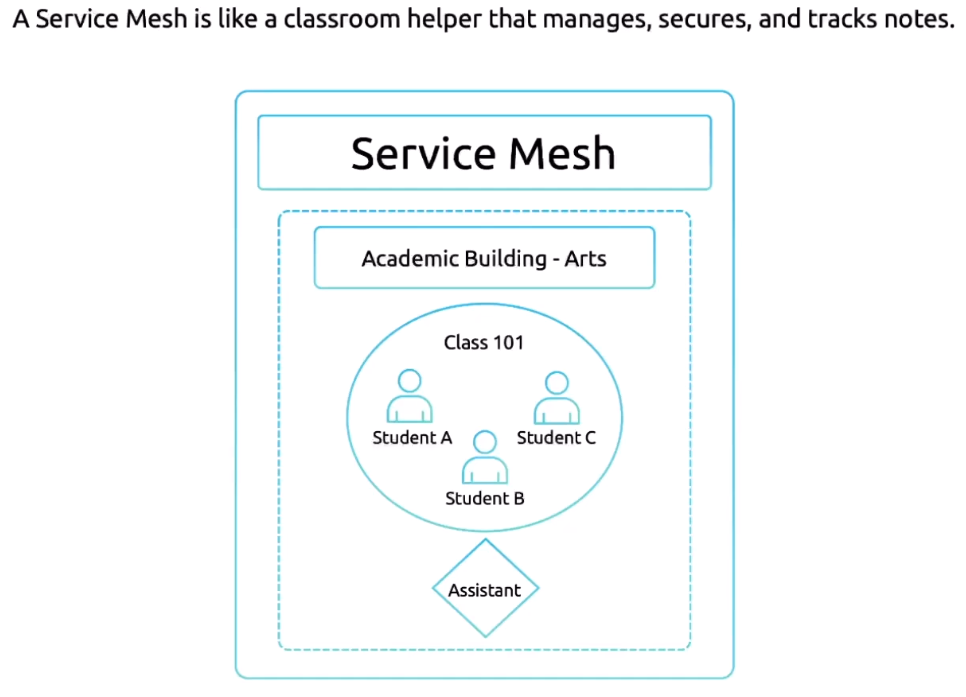 A Service Mesh is like a classroom helper that manages, secures, and tracks notes.
Service Mesh
Academic Building - Arts
Class 101
Student A
Student C
Student B
Assistant